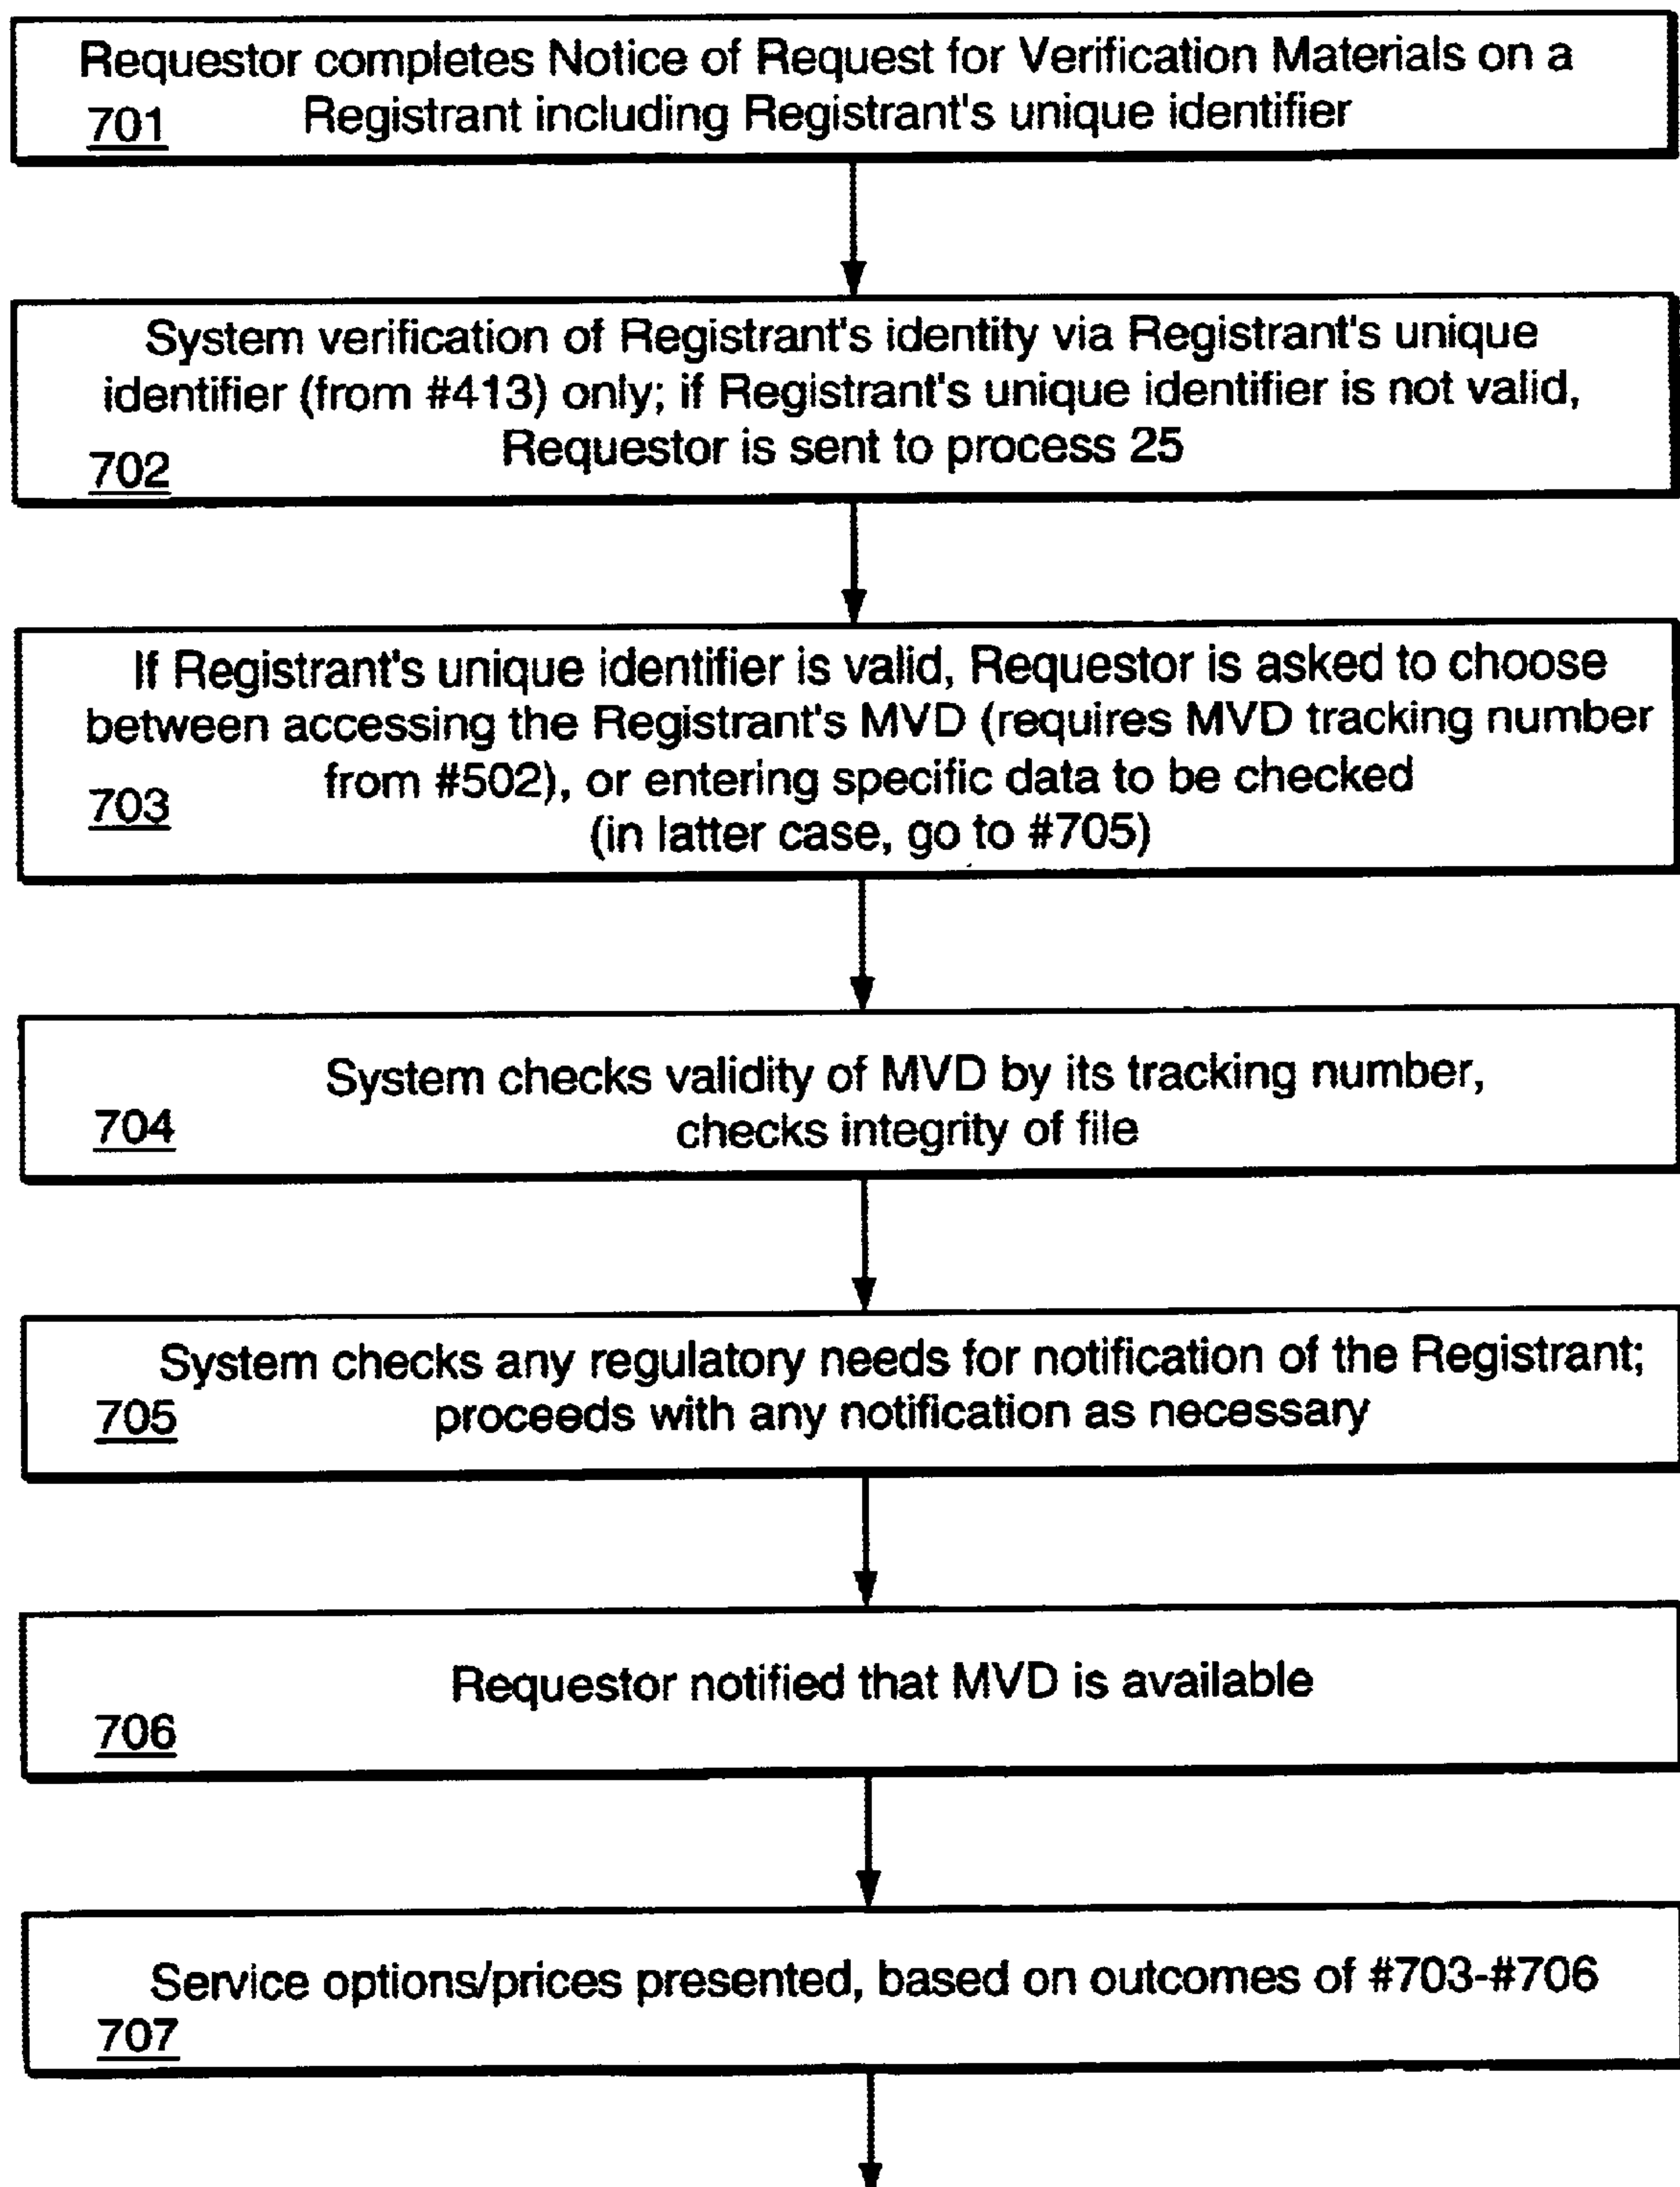 Requestor completes Notice of Request for Verification Materials on a
701 Registrant including Registrant's unique identifier
System verification of Registrant's identity via Registrant's unique
identifier (from #413) only; if Registrant's unique identifier is not valid,
702 Requestor is sent to process 25
If Registrant's unique identifier is valid, Requestor is asked to choose
between accessing the Registrant's MVD (requires MVD tracking number
703 from #502), or entering specific data to be checked
(in latter case, go to #705)
System checks validity of MVD by its tracking number,
704 checks integrity of file
System checks any regulatory needs for notification of the Registrant;
705 proceeds with any notification as necessary
Requestor notified that MVD is available
706
Service options/prices presented, based on outcomes of #703-#706
707